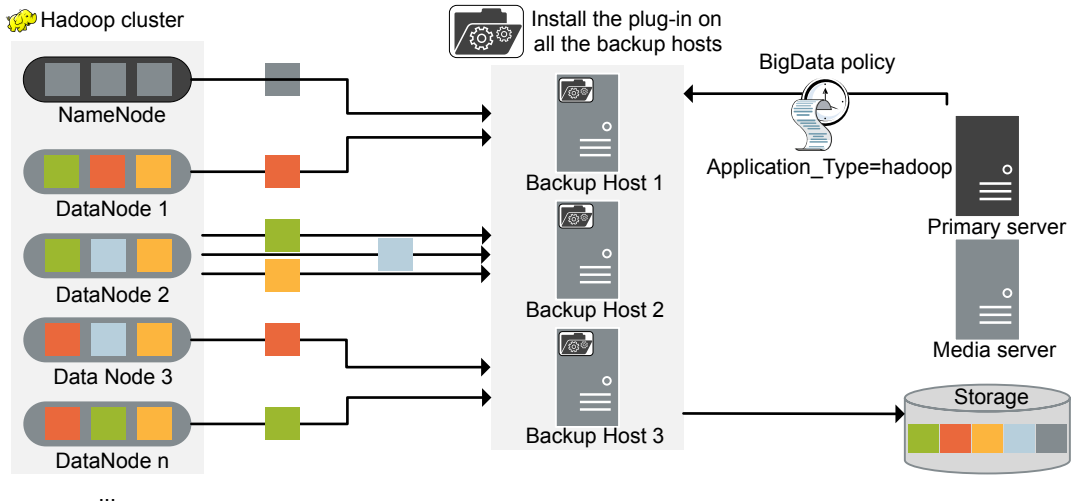 Hadoop cluster
NameNode
DataNode 1
DataNode 2
Data Node 3
DataNode n
...
Install the plug-in on
all the backup hosts
Backup Host 1
Backup Host 2
Backup Host 3
BigData policy
Application_Type=hadoop
Primary server
Media server
Storage